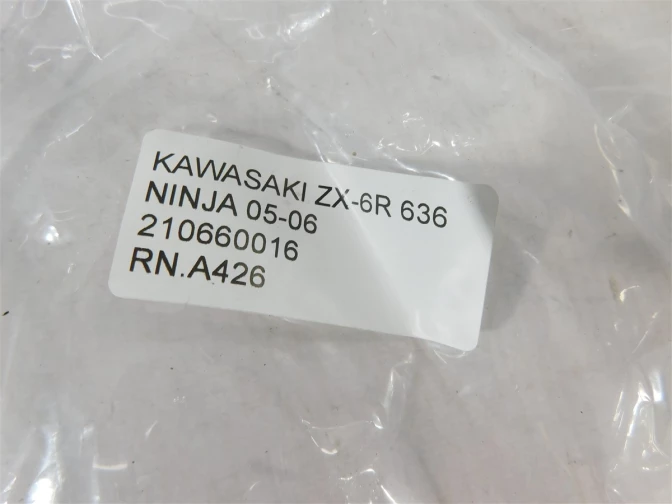 KAWASAKI ZX-6R 636
NINJA 05-06
210660016
RN.A426